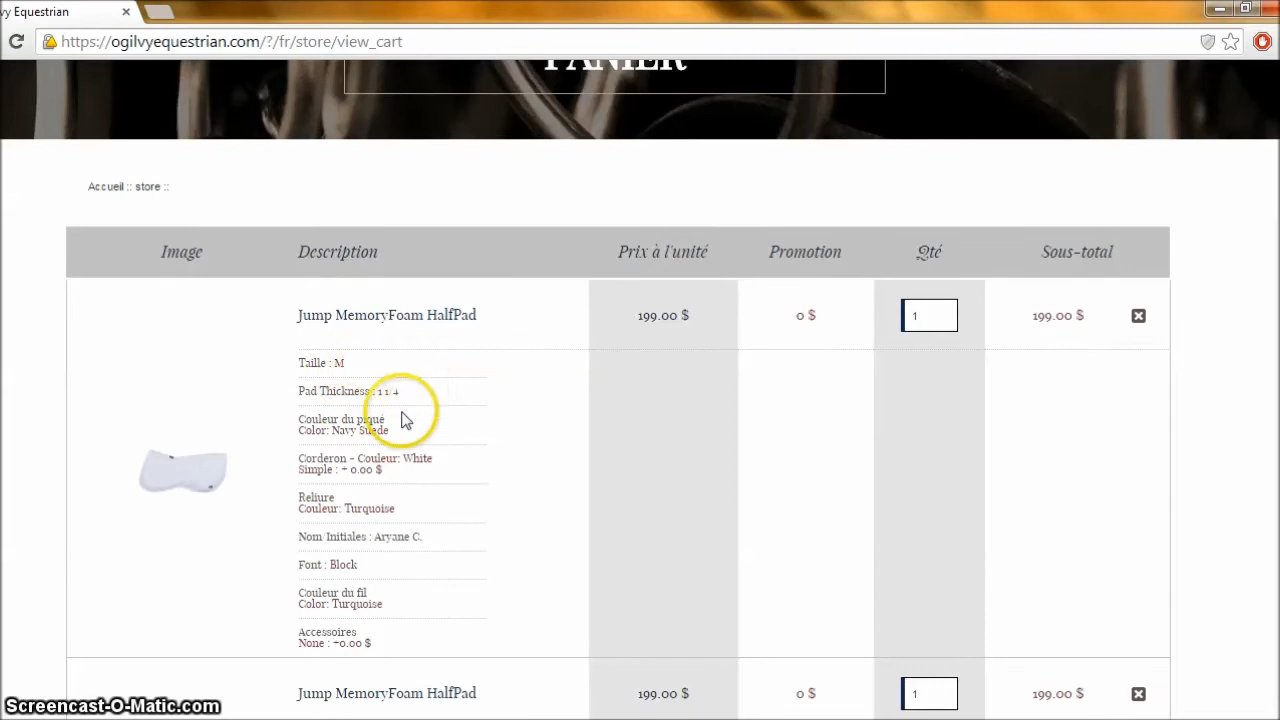 vy Equestrian
https://ogilvyequestrian.com/?/fr/store/view_cart
PANIER
Accueil :: store ::
Image Description Prix à l'unité Promotion Qté Sous-total
Jump MemoryFoam HalfPad 199.00 $ 0 $ 1 199.00 $
Taille : M
Pad Thickness : 1 1/4
Couleur du piqué
Color: Navy Suede
Corderon - Couleur: White
Simple : + 0.00 $
Reliure
Couleur: Turquoise
Nom/Initiales : Aryane C.
Font : Block
Couleur du fil
Color: Turquoise
Accessoires
None : +0.00 $
Jump MemoryFoam HalfPad 199.00 $ 0 $ 1 199.00 $
Screencast-O-Matic.com